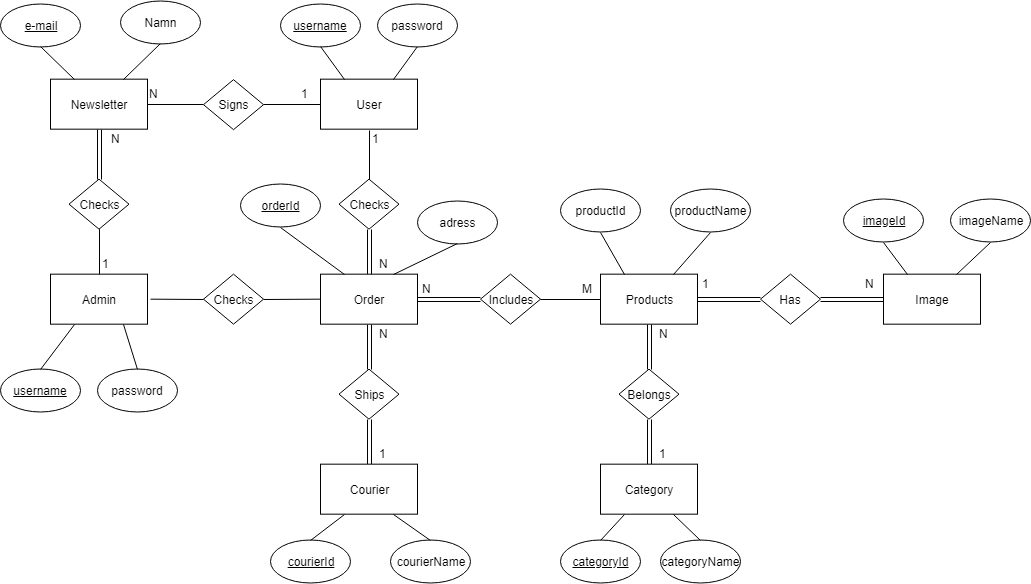 e-mail
Namn
username
password
Newsletter
N
Signs
1
User
N
1
Checks
orderId
Checks
adress
productId
productName
imageId
imageName
1
N
Admin
Checks
Order
N
Includes
M
Products
1
Has
N
Image
N
N
username
password
Ships
Belongs
1
1
Courier
Category
courierId
courierName
categoryId
categoryName